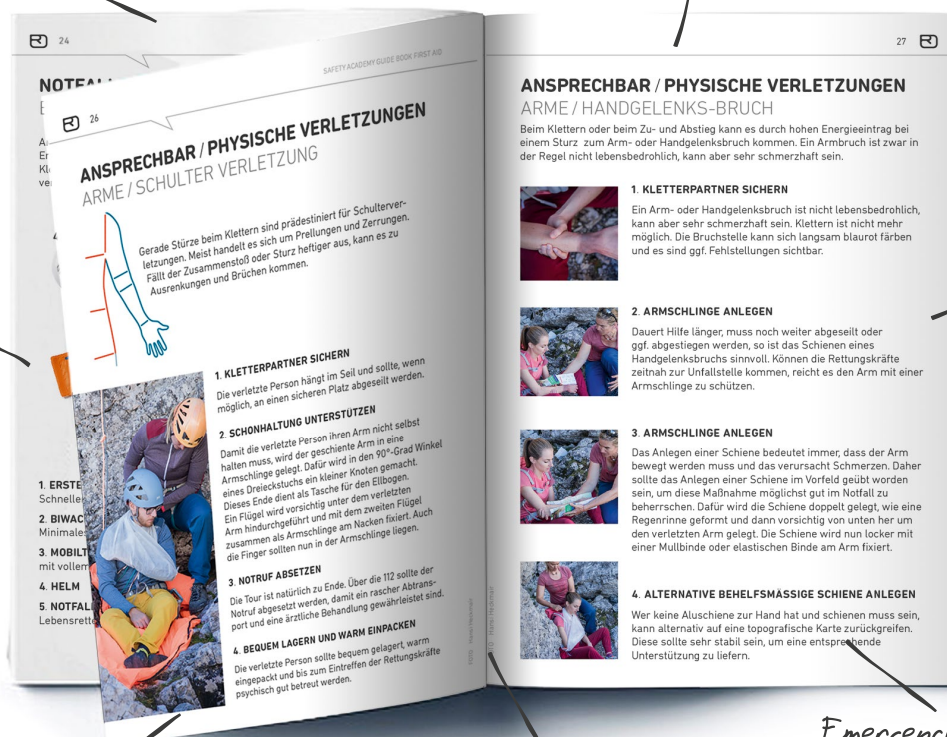 24
NOTFAL
1. ERSTE
Schnelle
2. BIWAC
Minimale
3. MOBILT
mit vollem
4. HELM
5. NOTFAL
Lebensrette
SAFETY ACADEMY GUIDE BOOK FIRST AID
26
ANSPRECHBAR / PHYSISCHE VERLETZUNGEN
ARME / SCHULTER VERLETZUNG
Gerade Stürze beim Klettern sind prädestiniert für Schulterver-
letzungen. Meist handelt es sich um Prellungen und Zerrungen.
Fällt der Zusammenstoß oder Sturz heftiger aus, kann es zu
Ausrenkungen und Brüchen kommen.
1. KLETTERPARTNER SICHERN
Die verletzte Person hängt im Seil und sollte, wenn
möglich, an einen sicheren Platz abgeseilt werden.
2. SCHONHALTUNG UNTERSTÜTZEN
Damit die verletzte Person ihren Arm nicht selbst
halten muss, wird der geschiente Arm in eine
Armschlinge gelegt. Dafür wird in den 90°-Grad Winkel
eines Dreieckstuchs ein kleiner Knoten gemacht.
Dieses Ende dient als Tasche für den Ellbogen.
Ein Flügel wird vorsichtig unter dem verletzten
Arm hindurchgeführt und mit dem zweiten Flügel
zusammen als Armschlinge am Nacken fixiert. Auch
die Finger sollten nun in der Armschlinge liegen.
3. NOTRUF ABSETZEN
Die Tour ist natürlich zu Ende. Über die 112 sollte der
Notruf abgesetzt werden, damit ein rascher Abtrans-
port und eine ärztliche Behandlung gewährleistet sind.
4. BEQUEM LAGERN UND WARM EINPACKEN
Die verletzte Person sollte bequem gelagert, warm
eingepackt und bis zum Eintreffen der Rettungskräfte
psychisch gut betreut werden.
27
ANSPRECHBAR / PHYSISCHE VERLETZUNGEN
ARME / HANDGELENKS-BRUCH
Beim Klettern oder beim Zu- und Abstieg kann es durch hohen Energieeintrag bei
einem Sturz zum Arm- oder Handgelenksbruch kommen. Ein Armbruch ist zwar in
der Regel nicht lebensbedrohlich, kann aber sehr schmerzhaft sein.
1. KLETTERPARTNER SICHERN
Ein Arm- oder Handgelenksbruch ist nicht lebensbedrohlich,
kann aber sehr schmerzhaft sein. Klettern ist nicht mehr
möglich. Die Bruchstelle kann sich langsam blaurot färben
und es sind ggf. Fehlstellungen sichtbar.
2. ARMSCHLINGE ANLEGEN
Dauert Hilfe länger, muss noch weiter abgeseilt oder
ggf. abgestiegen werden, so ist das Schienen eines
Handgelenksbruchs sinnvoll. Können die Rettungskräfte
zeitnah zur Unfallstelle kommen, reicht es den Arm mit einer
Armschlinge zu schützen.
3. ARMSCHLINGE ANLEGEN
Das Anlegen einer Schiene bedeutet immer, dass der Arm
bewegt werden muss und das verursacht Schmerzen. Daher
sollte das Anlegen einer Schiene im Vorfeld geübt worden
sein, um diese Maßnahme möglichst gut im Notfall zu
beherrschen. Dafür wird die Schiene doppelt gelegt, wie eine
Regenrinne geformt und dann vorsichtig von unten her um
den verletzten Arm gelegt. Die Schiene wird nun locker mit
einer Mullbinde oder elastischen Binde am Arm fixiert.
4. ALTERNATIVE BEHELFSMÄSSIGE SCHIENE ANLEGEN
Wer keine Aluschiene zur Hand hat und schienen muss sein,
kann alternativ auf eine topografische Karte zurückgreifen.
Diese sollte sehr stabil sein, um eine entsprechende
Unterstützung zu liefern.